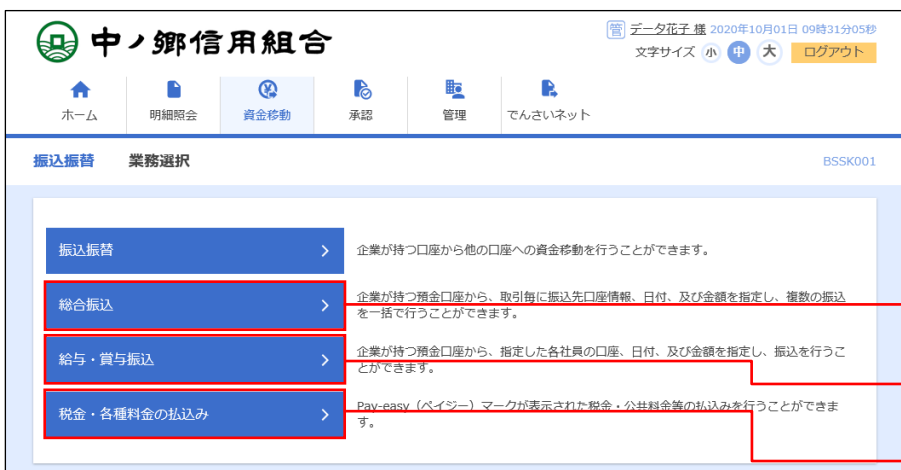 中ノ郷信用組合
管 データ花子 様 2020年10月01日 09時31分05秒
文字サイズ 小 中 大 ログアウト
ホーム 明細照会 資金移動 承認 管理 でんさいネット
振込振替 業務選択 BSSK001
振込振替 企業が持つ口座から他の口座への資金移動を行うことができます。
総合振込 企業が持つ預金口座から、取引毎に振込先口座情報、日付、及び金額を指定し、複数の振込
を一括で行うことができます。
給与・賞与振込 企業が持つ預金口座から、指定した各社員の口座、日付、及び金額を指定し、振込を行うこ
とができます。
税金・各種料金の払込み Pay-easy（ペイジー）マークが表示された税金・公共料金等の払込みを行うことができま
す。